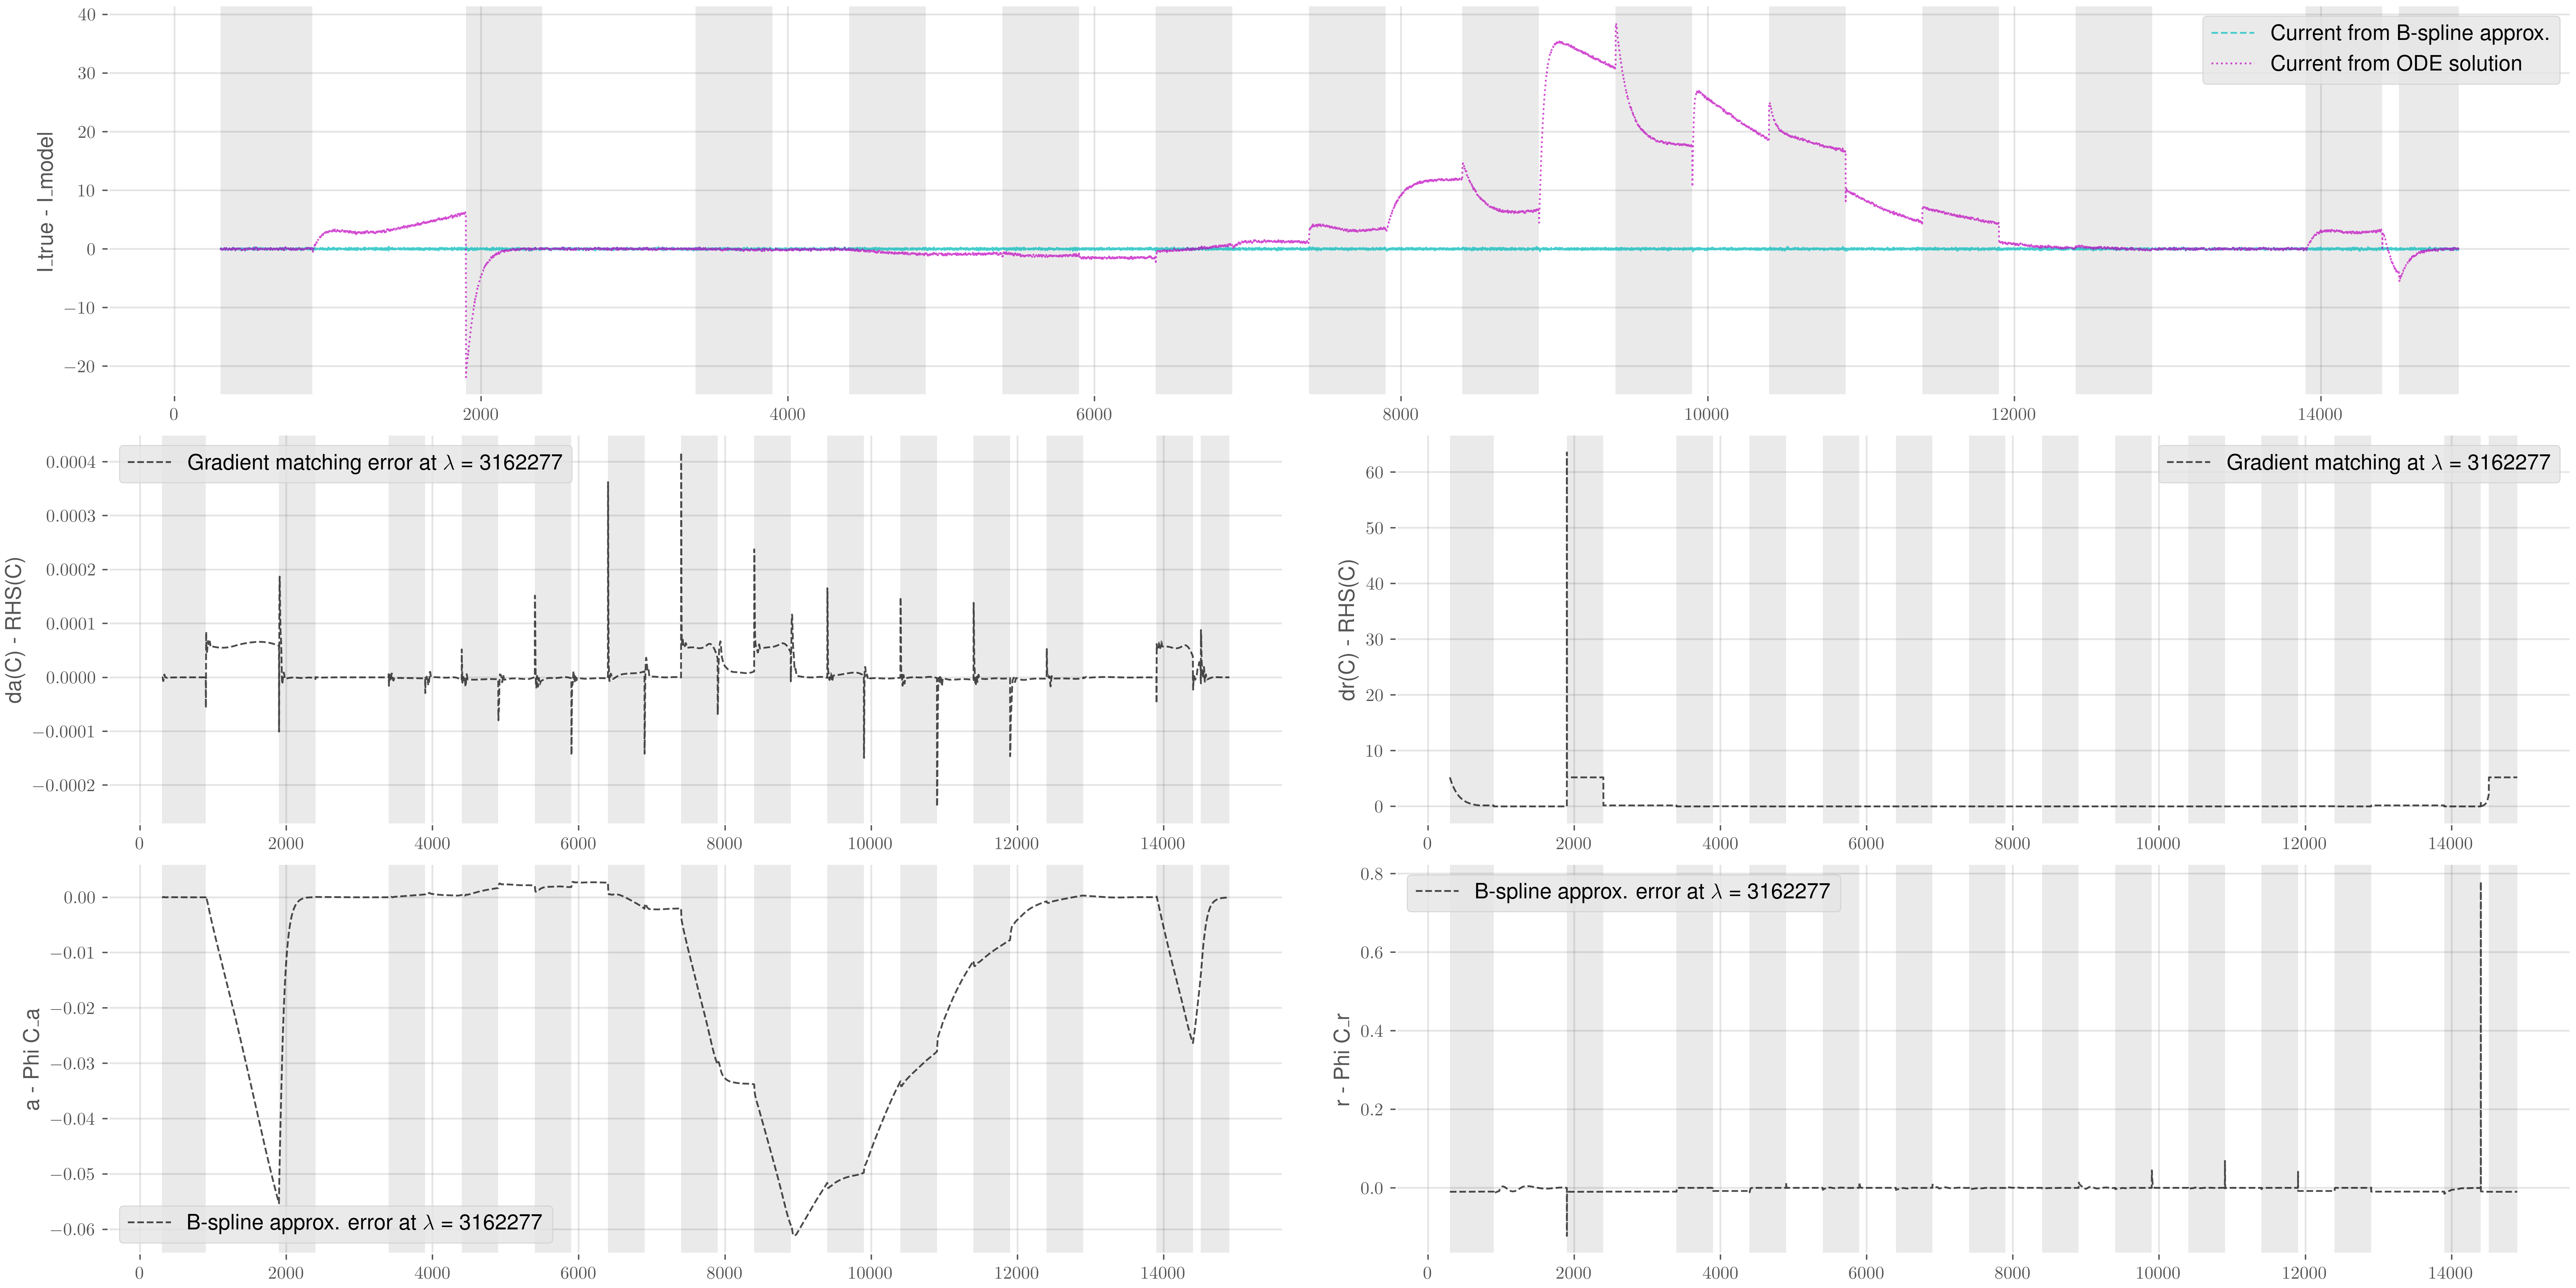 40
30
20
10
0
−10
−20
I_true - I_model
Current from B-spline approx.
Current from ODE solution
0 2000 4000 6000 8000 10000 12000 14000
0.0004
0.0003
0.0002
0.0001
0.0000
−0.0001
−0.0002
da(C) - RHS(C)
Gradient matching error at λ = 3162277
0 2000 4000 6000 8000 10000 12000 14000
60
50
40
30
20
10
0
dr(C) - RHS(C)
Gradient matching at λ = 3162277
0 2000 4000 6000 8000 10000 12000 14000
0.00
−0.01
−0.02
−0.03
−0.04
−0.05
−0.06
a - Phi C_a
B-spline approx. error at λ = 3162277
0 2000 4000 6000 8000 10000 12000 14000
0.8
0.6
0.4
0.2
0.0
r - Phi C_r
B-spline approx. error at λ = 3162277
0 2000 4000 6000 8000 10000 12000 14000